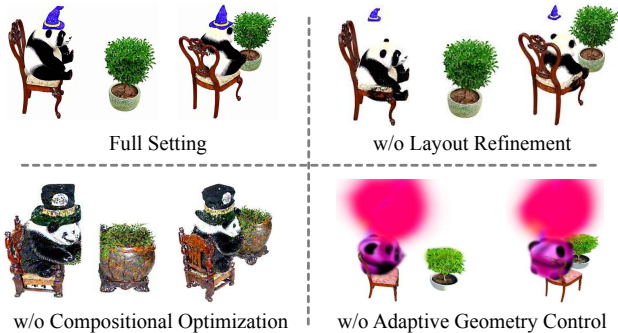 Full Setting
w/o Layout Refinement
w/o Compositional Optimization
w/o Adaptive Geometry Control